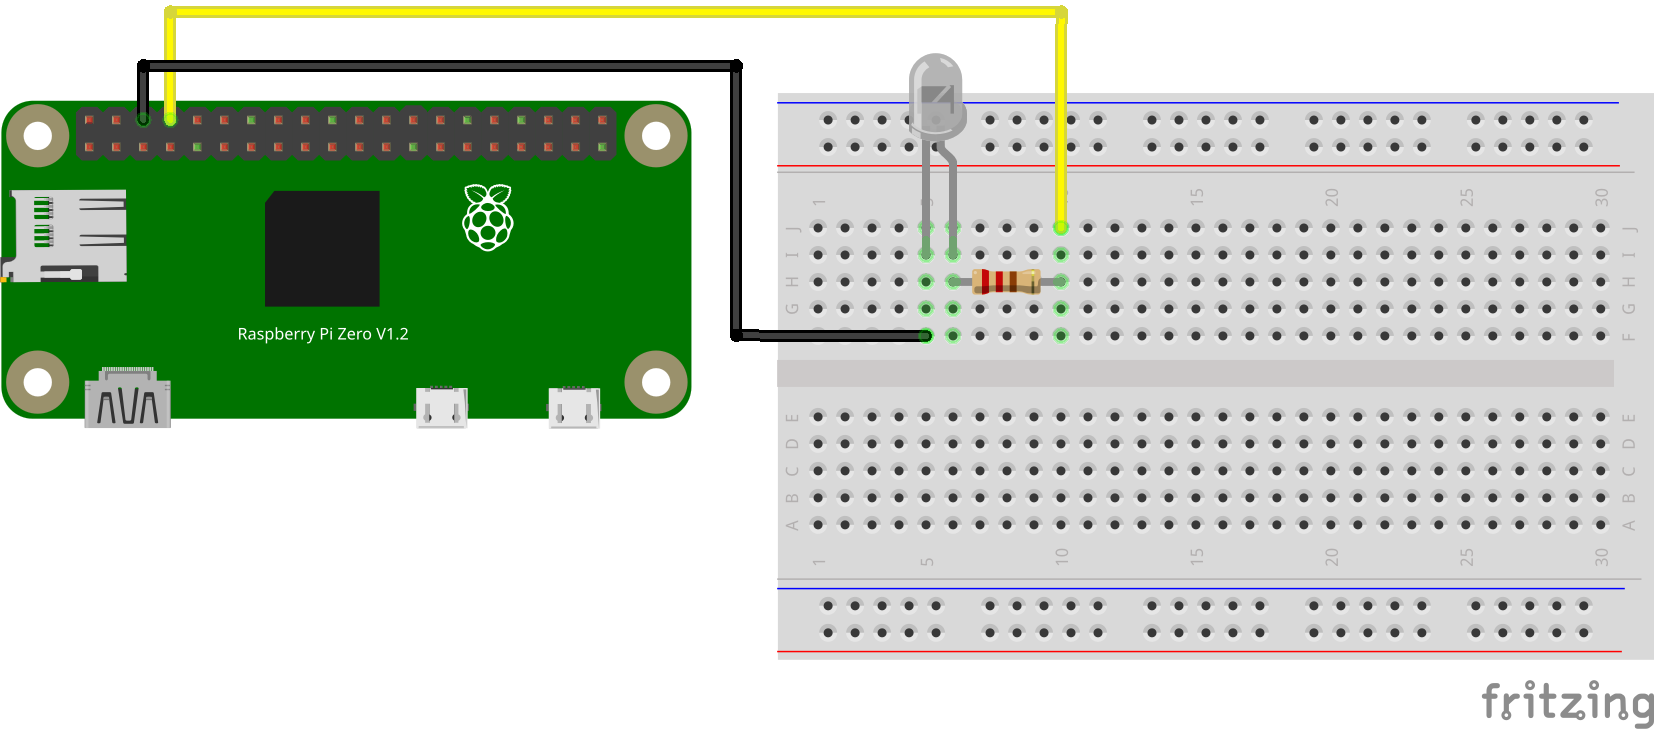 1 5 10 15 20 25 30
J J
I I
H H
G G
F F
Raspberry Pi Zero V1.2
E E
D D
C C
B B
A A
1 5 10 15 20 25 30
fritzing